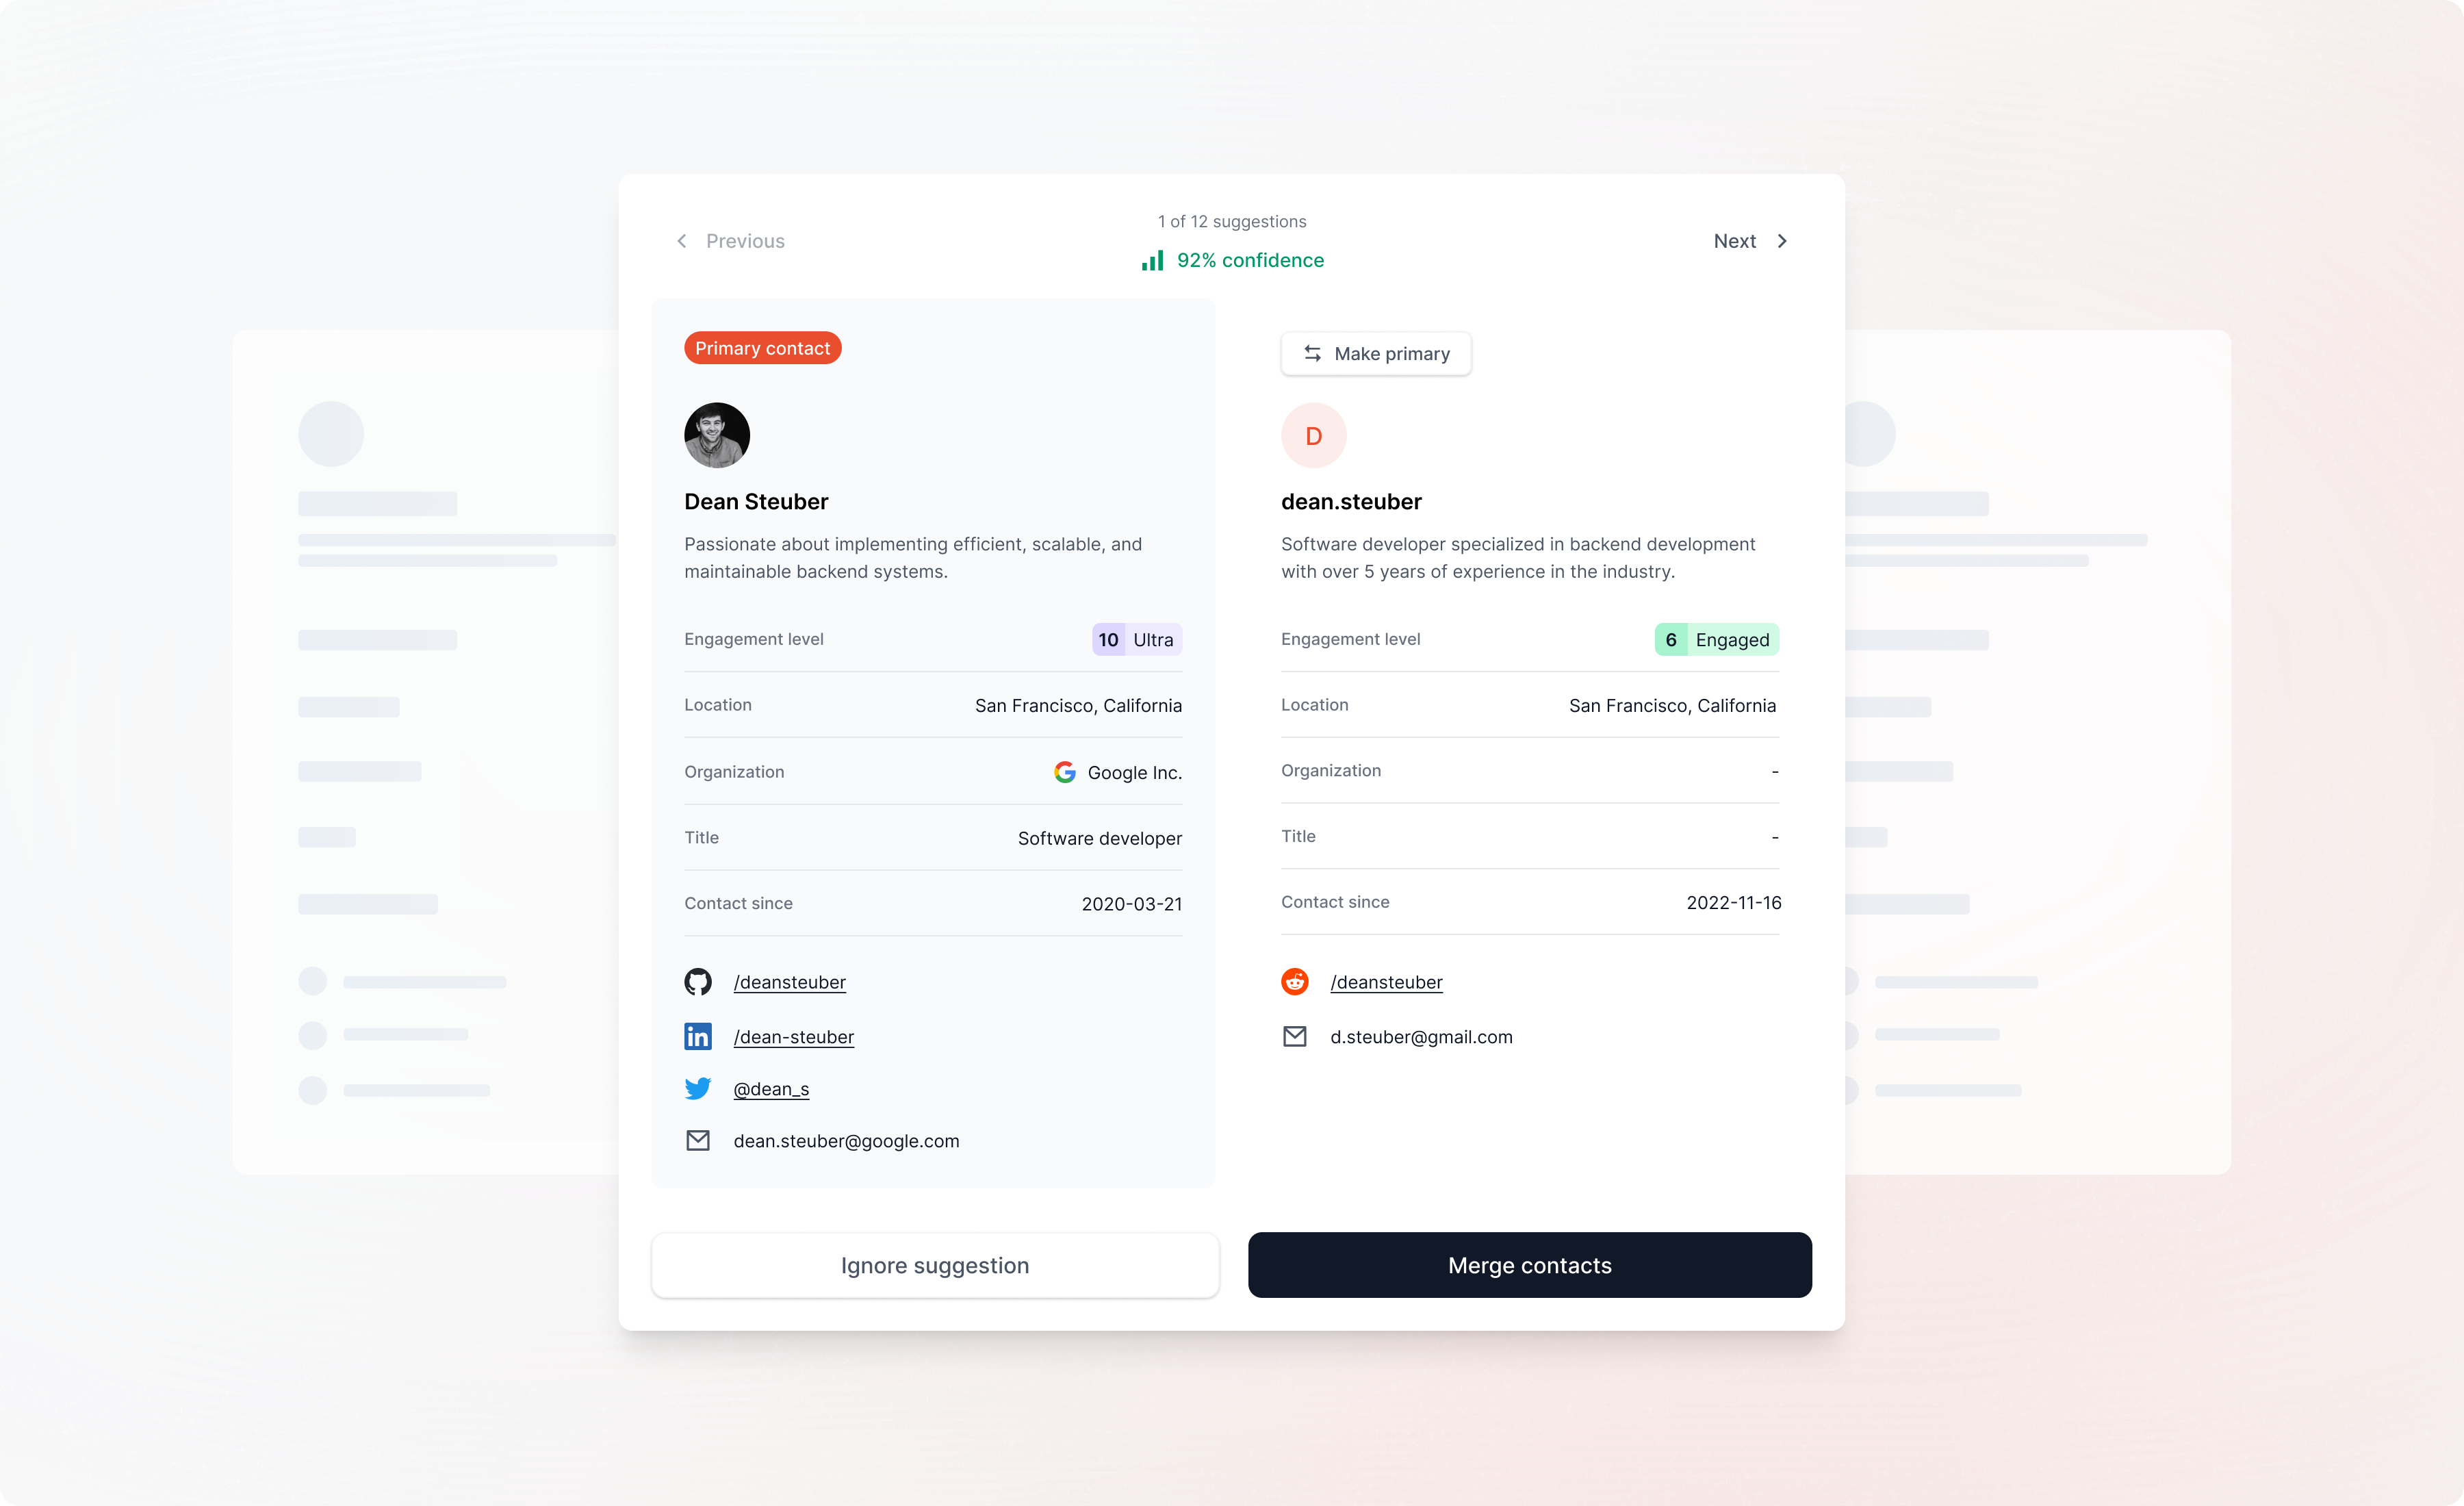 Previous
1 of 12 suggestions
92% confidence
Next
Primary contact
Dean Steuber
Passionate about implementing efficient, scalable, and
maintainable backend systems.
Engagement level 10 Ultra
Location San Francisco, California
Organization Google Inc.
Title Software developer
Contact since 2020-03-21
/deansteuber
/dean-steuber
@dean_s
dean.steuber@google.com
Make primary
D
dean.steuber
Software developer specialized in backend development
with over 5 years of experience in the industry.
Engagement level 6 Engaged
Location San Francisco, California
Organization -
Title -
Contact since 2022-11-16
/deansteuber
d.steuber@gmail.com
Ignore suggestion
Merge contacts